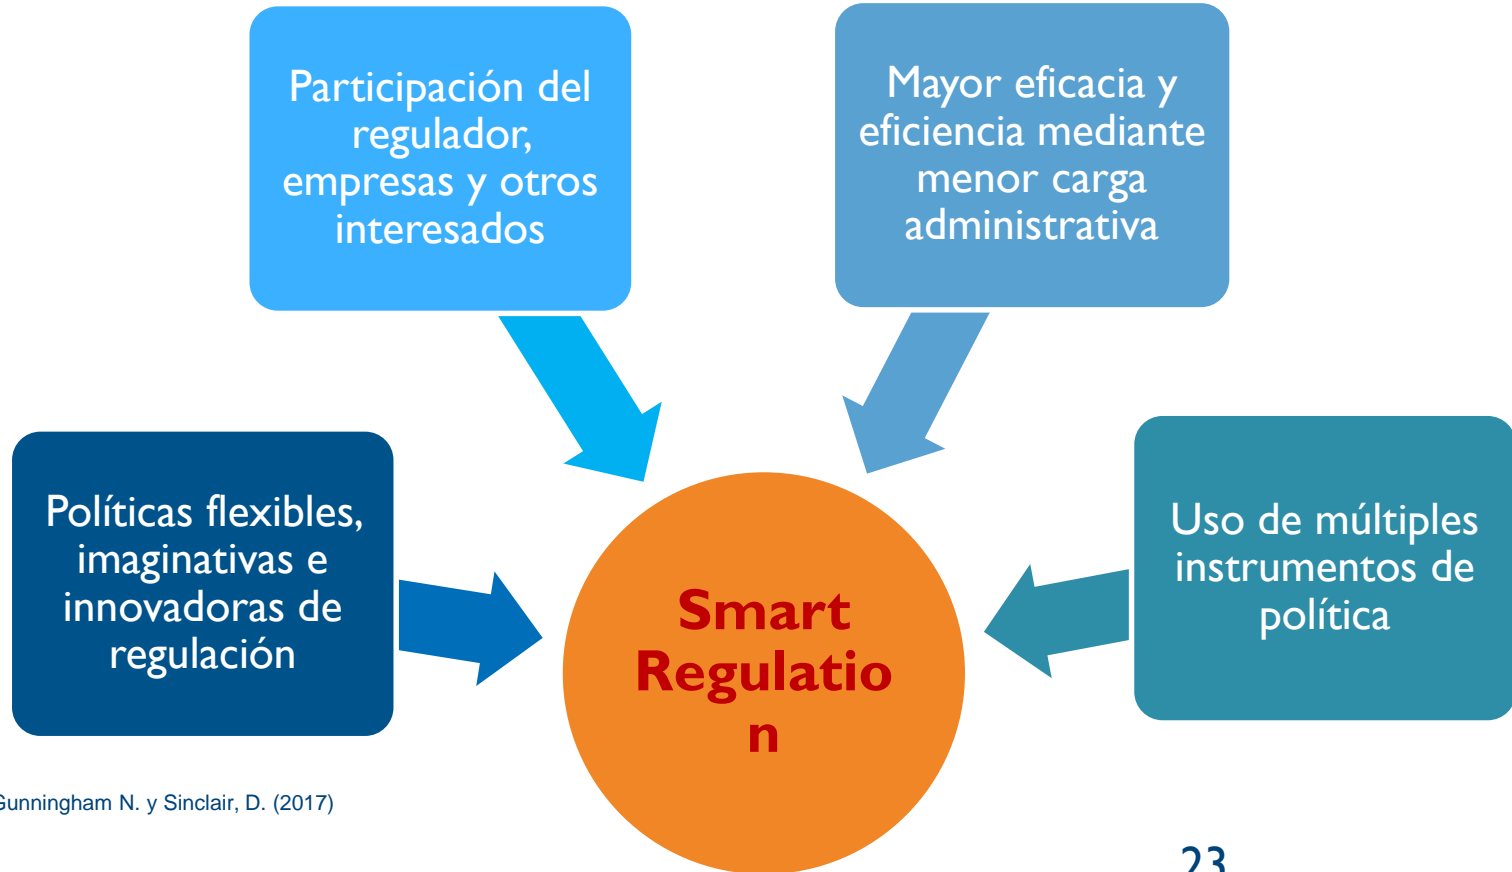 Participación del
regulador,
empresas y otros
interesados
Mayor eficacia y
eficiencia mediante
menor carga
administrativa
Políticas flexibles,
imaginativas e
innovadoras de
regulación
Uso de múltiples
instrumentos de
política
Smart
Regulatio
n
Gunningham N. y Sinclair, D. (2017)
23